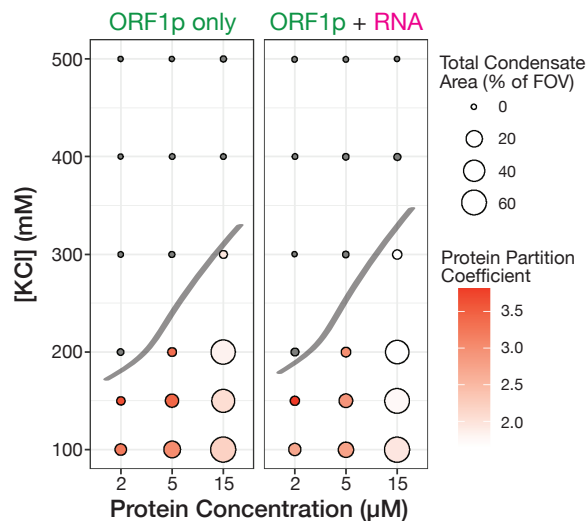 ORF1p only
ORF1p + RNA
500
400
300
200
100
[KCl] (mM)
2 5 15
2 5 15
Protein Concentration (µM)
Total Condensate
Area (% of FOV)
0
20
40
60
Protein Partition
Coefficient
3.5
3.0
2.5
2.0